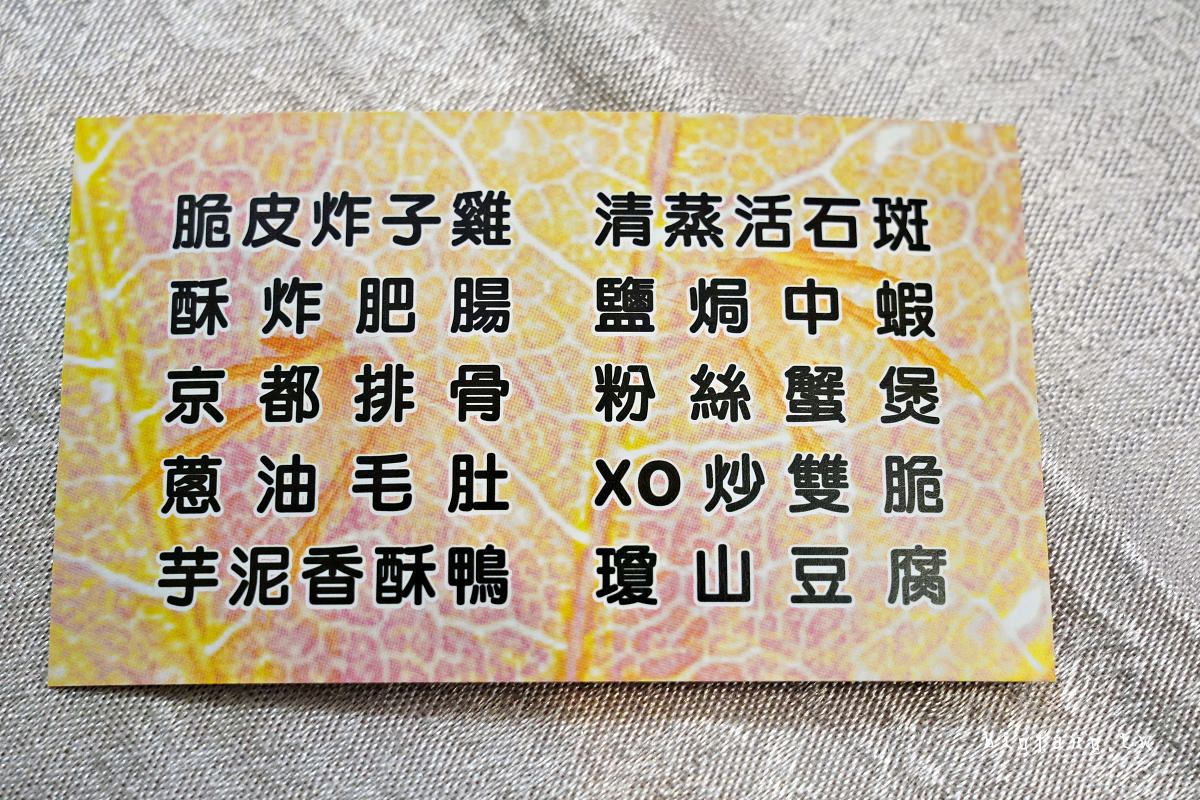 脆皮炸子雞 清蒸活石斑
酥炸肥腸 鹽焗中蝦
京都排骨 粉絲蟹煲
蔥油毛肚 XO炒雙脆
芋泥香酥鴨 瓊山豆腐